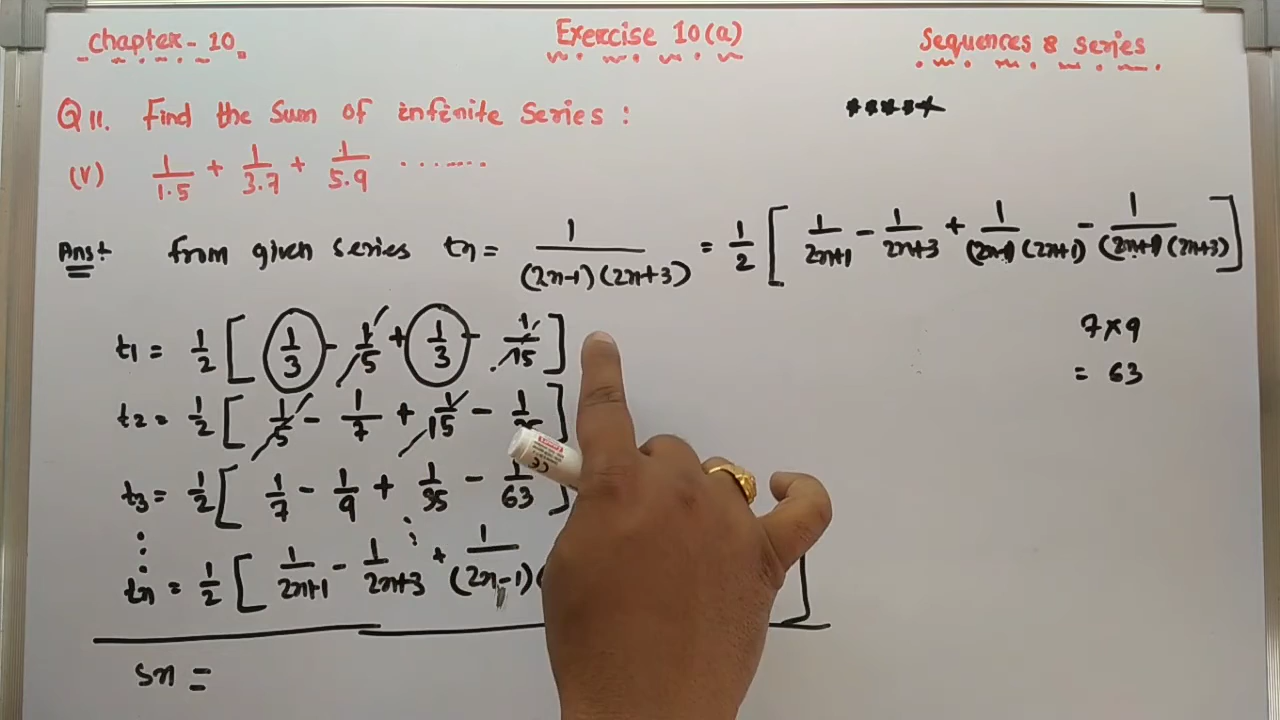 Chapter-10.
Exercise 10(a)
Sequences & Series
Q11. Find the Sum of infinite Series :
*****
(V) 1/1.5 + 1/3.7 + 1/5.9 .......
Ans: from given series tn = 1/(2n-1)(2n+3) = 1/2 [ 1/2n+1 - 1/2n+3 + 1/(2n-1)(2n+1) - 1/(2n+1)(2n+3) ]
t1 = 1/2 [ 1/3 - 1/5 + 1/3 - 1/15 ]
7×9
= 63
t2 = 1/2 [ 1/5 - 1/7 + 1/15 - 1/35 ]
t3 = 1/2 [ 1/7 - 1/9 + 1/35 - 1/63 ]
tn = 1/2 [ 1/2n+1 - 1/2n+3 + 1/(2n-1)( ]
Sn =